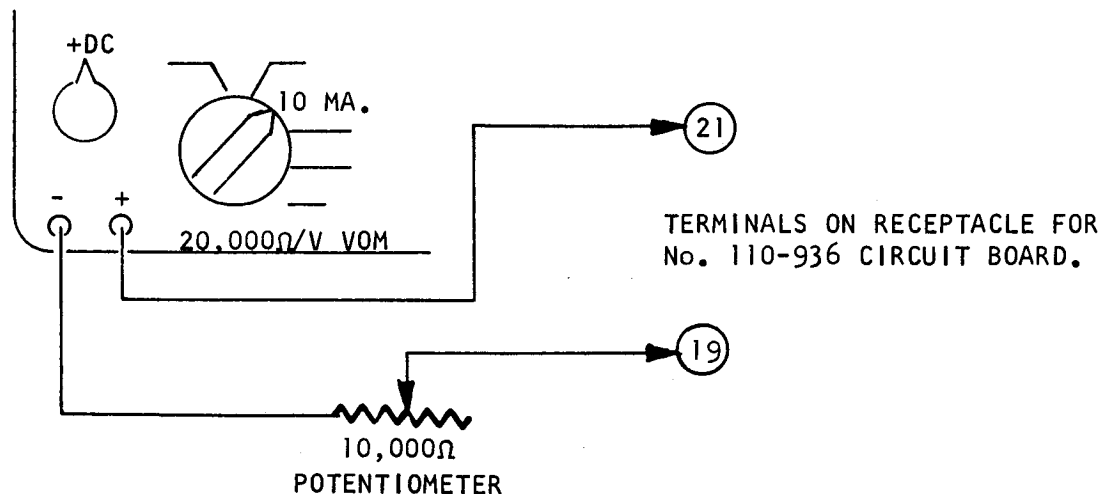 +DC
10 MA.
- +
20,000Ω/V VOM
21
TERMINALS ON RECEPTACLE FOR
No. 110-936 CIRCUIT BOARD.
19
10,000Ω
POTENTIOMETER